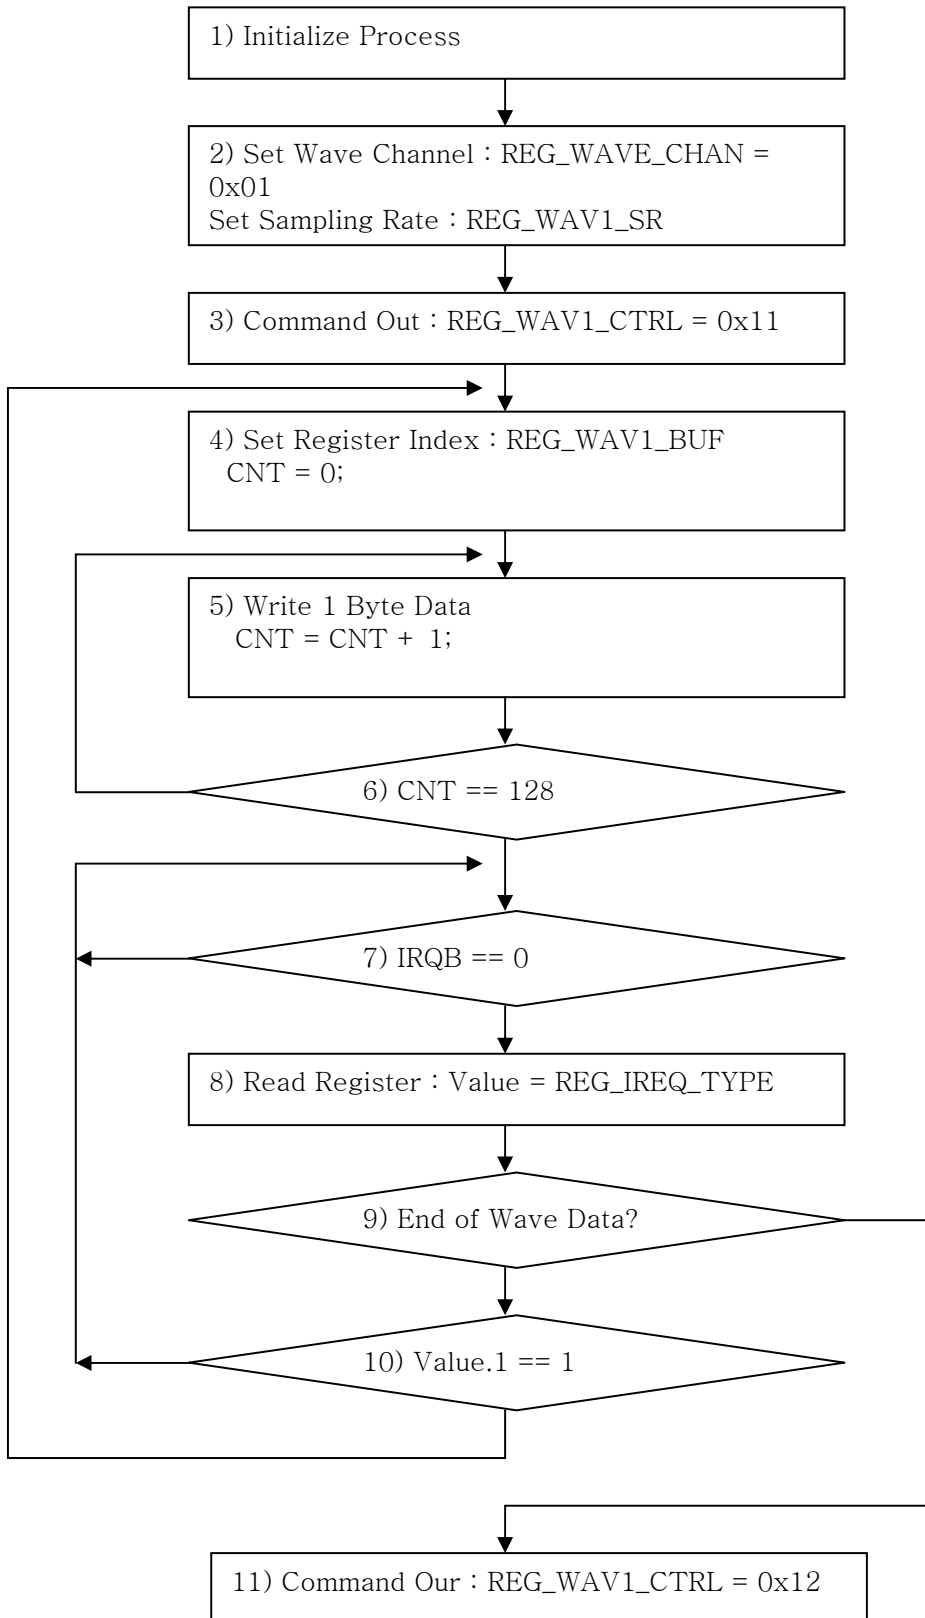 1) Initialize Process
2) Set Wave Channel : REG_WAVE_CHAN =
0x01
Set Sampling Rate : REG_WAV1_SR
3) Command Out : REG_WAV1_CTRL = 0x11
4) Set Register Index : REG_WAV1_BUF
CNT = 0;
5) Write 1 Byte Data
CNT = CNT + 1;
6) CNT == 128
7) IRQB == 0
8) Read Register : Value = REG_IREQ_TYPE
9) End of Wave Data?
10) Value.1 == 1
11) Command Our : REG_WAV1_CTRL = 0x12